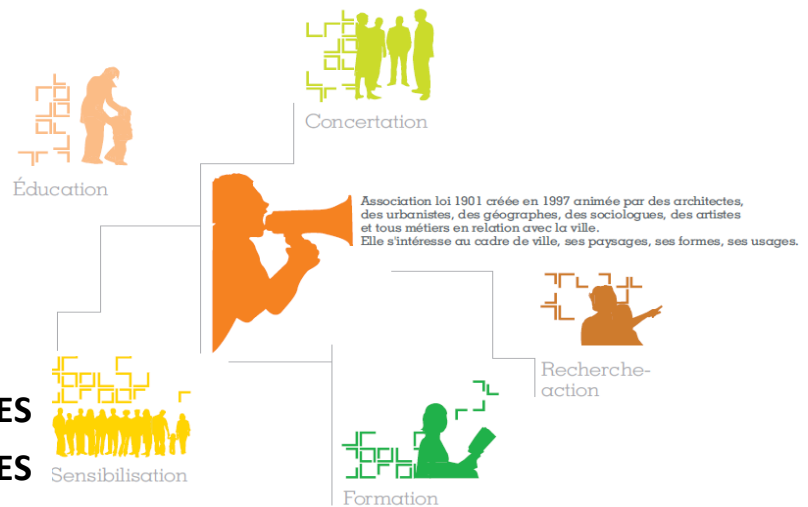 Concertation
Éducation
Association loi 1901 créée en 1997 animée par des architectes,
des urbanistes, des géographes, des sociologues, des artistes
et tous métiers en relation avec la ville.
Elle s'intéresse au cadre de ville, ses paysages, ses formes, ses usages.
Recherche-
action
ES
ES
Sensibilisation
Formation